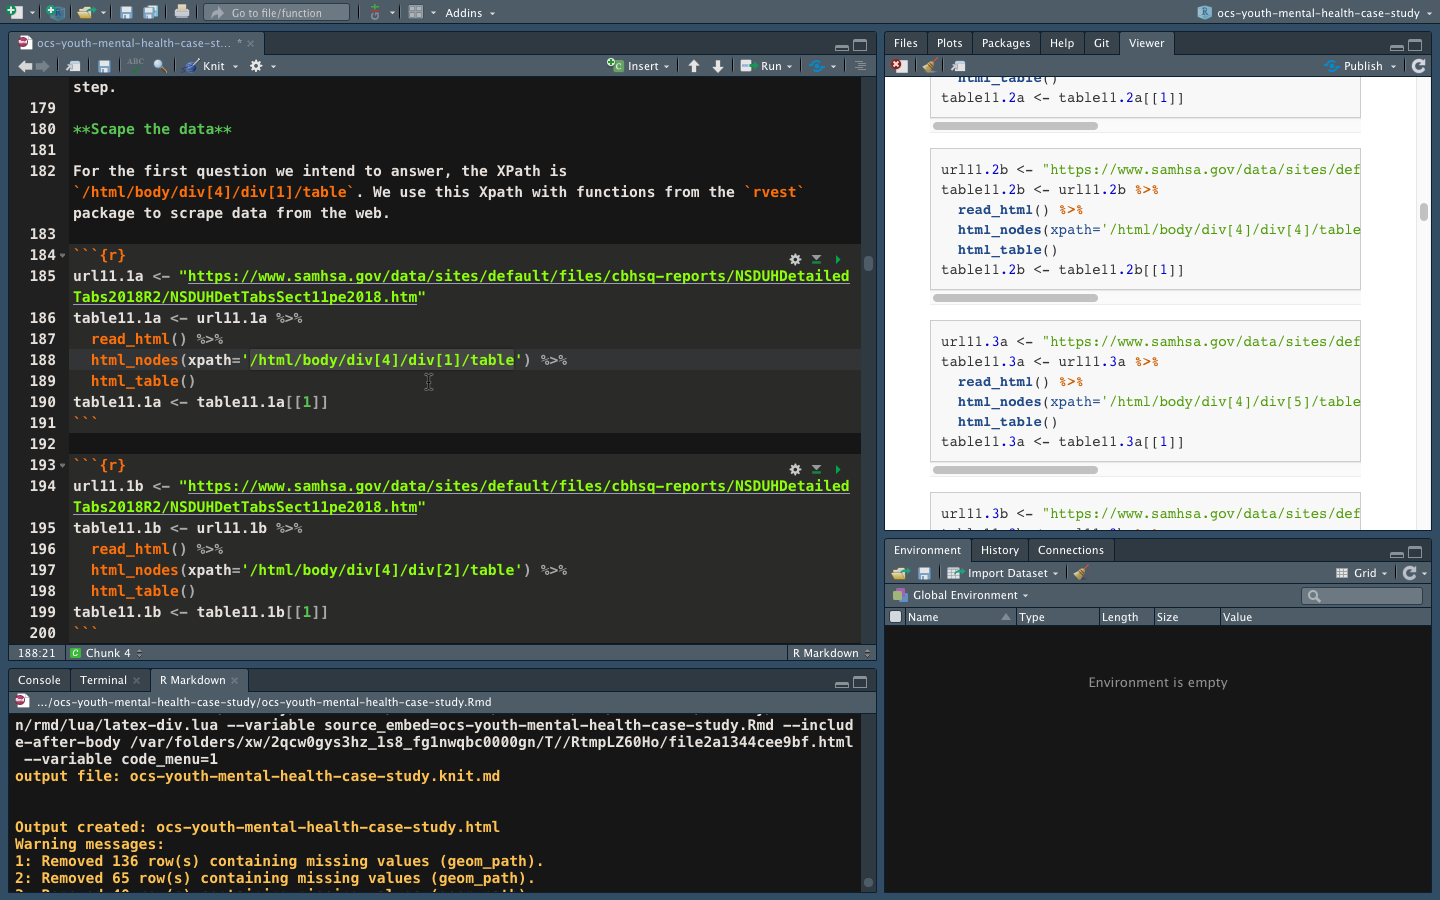 Go to file/function
Addins
ocs-youth-mental-health-case-study
ocs-youth-mental-health-case-st... * ×
ABC
Knit
Insert
Run
step.
179
180 **Scape the data**
181
182 For the first question we intend to answer, the XPath is
`/html/body/div[4]/div[1]/table`. We use this Xpath with functions from the `rvest`
package to scrape data from the web.
183
184 ```{r}
185 url11.1a <- "https://www.samhsa.gov/data/sites/default/files/cbhsq-reports/NSDUHDetailed
Tabs2018R2/NSDUHDetTabsSect11pe2018.htm"
186 table11.1a <- url11.1a %>%
187 read_html() %>%
188 html_nodes(xpath='/html/body/div[4]/div[1]/table') %>%
189 html_table()
190 table11.1a <- table11.1a[[1]]
191 ```
192
193 ```{r}
194 url11.1b <- "https://www.samhsa.gov/data/sites/default/files/cbhsq-reports/NSDUHDetailed
Tabs2018R2/NSDUHDetTabsSect11pe2018.htm"
195 table11.1b <- url11.1b %>%
196 read_html() %>%
197 html_nodes(xpath='/html/body/div[4]/div[2]/table') %>%
198 html_table()
199 table11.1b <- table11.1b[[1]]
200 ```
188:21 C Chunk 4 R Markdown
Console Terminal × R Markdown ×
.../ocs-youth-mental-health-case-study/ocs-youth-mental-health-case-study.Rmd
n/rmd/lua/latex-div.lua --variable source_embed=ocs-youth-mental-health-case-study.Rmd --includ
e-after-body /var/folders/xw/2qcw0gys3hz_1s8_fg1nwqbc0000gn/T//RtmpLZ60Ho/file2a1344cee9bf.html
--variable code_menu=1
output file: ocs-youth-mental-health-case-study.knit.md
Output created: ocs-youth-mental-health-case-study.html
Warning messages:
1: Removed 136 row(s) containing missing values (geom_path).
2: Removed 65 row(s) containing missing values (geom_path).
Files Plots Packages Help Git Viewer
Publish
html_table()
table11.2a <- table11.2a[[1]]
url11.2b <- "https://www.samhsa.gov/data/sites/def
table11.2b <- url11.2b %>%
read_html() %>%
html_nodes(xpath='/html/body/div[4]/div[4]/table
html_table()
table11.2b <- table11.2b[[1]]
url11.3a <- "https://www.samhsa.gov/data/sites/def
table11.3a <- url11.3a %>%
read_html() %>%
html_nodes(xpath='/html/body/div[4]/div[5]/table
html_table()
table11.3a <- table11.3a[[1]]
url11.3b <- "https://www.samhsa.gov/data/sites/def
Environment History Connections
Import Dataset Grid
Global Environment
Name Type Length Size Value
Environment is empty